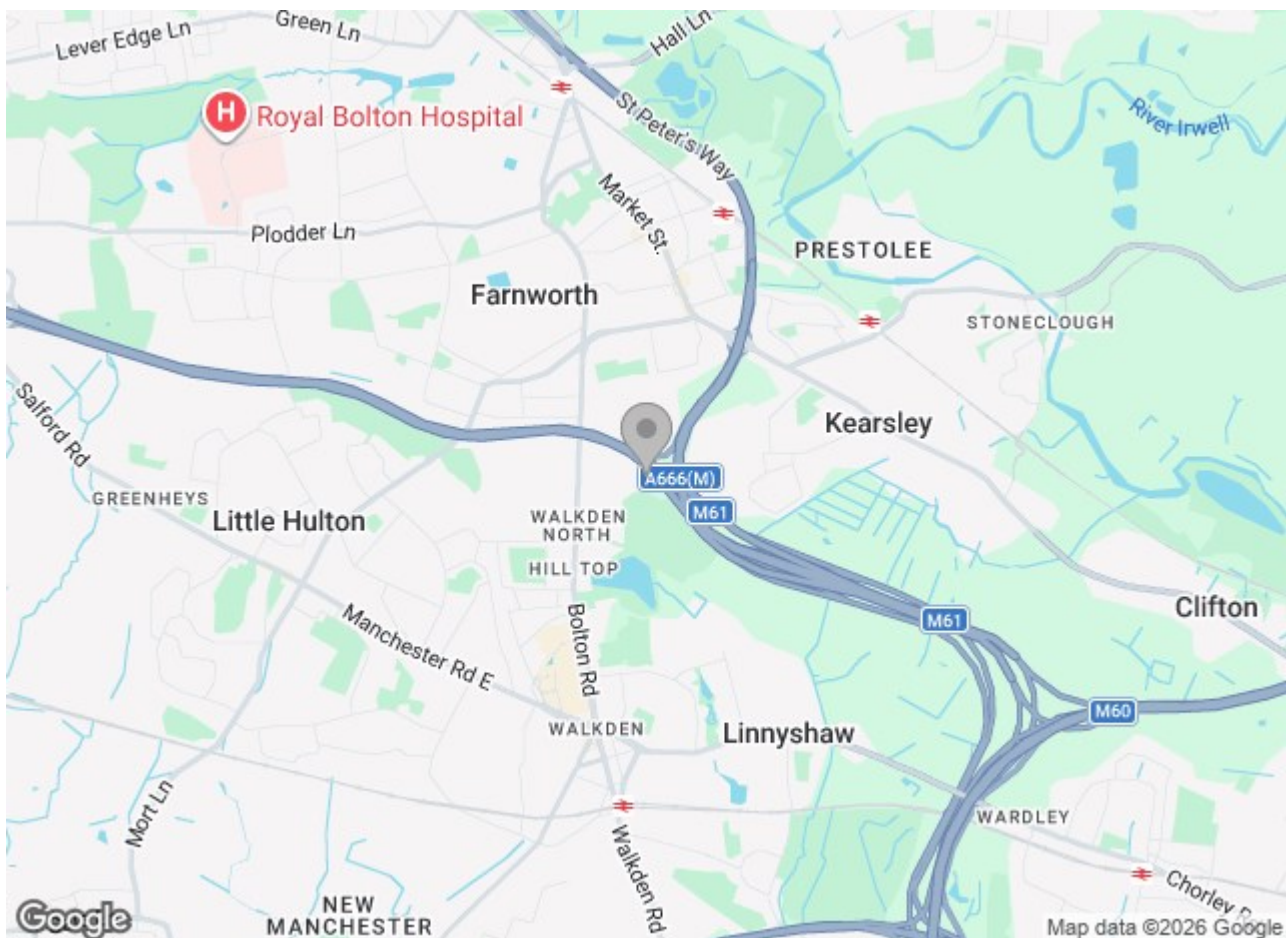 Green Ln
Hall Ln
Lever Edge Ln
H
Royal Bolton Hospital
St Peter's Way
River Irwell
Market St.
Plodder Ln
PRESTOLEE
Farnworth
STONECLOUGH
Salford Rd
Kearsley
A666(M)
GREENHEYS
M61
Little Hulton
WALKDEN
NORTH
HILL TOP
Clifton
M61
Manchester Rd E
Bolton Rd
M60
WALKDEN
Linnyshaw
Mort Ln
WARDLEY
Walkden Rd
Chorley
NEW
MANCHESTER
Google
Map data ©2026 Google